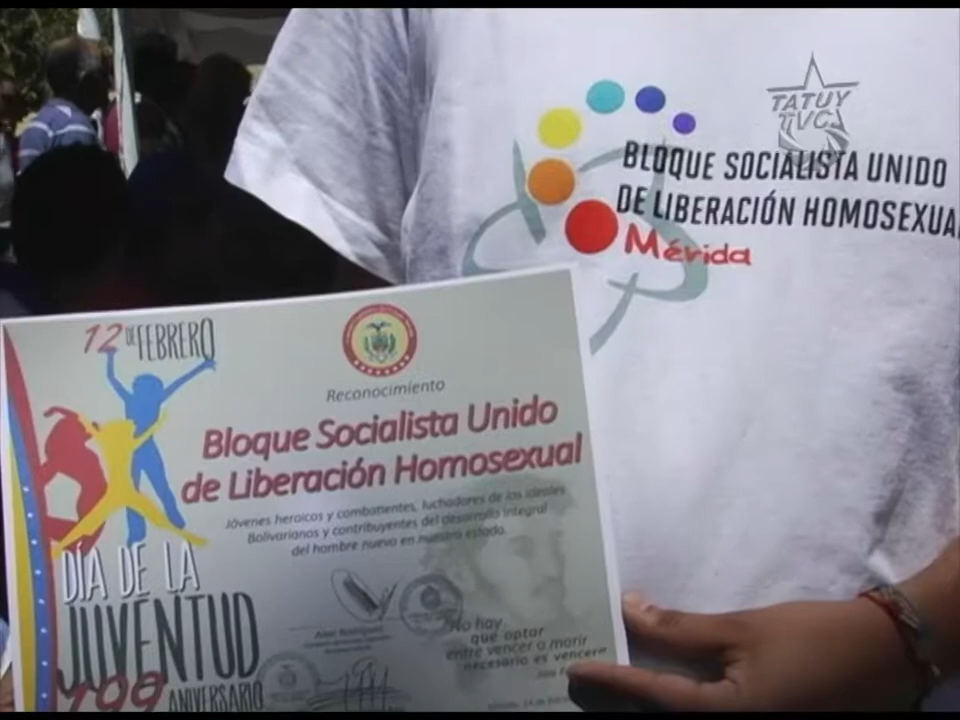 TATUY
TVC
BLOQUE SOCIALISTA UNIDO
DE LIBERACIÓN HOMOSEXUAL
Mérida
12 DE FEBRERO
Reconocimiento
Bloque Socialista Unido
de Liberación Homosexual
Jóvenes heroicos y combatientes, luchadores de los ideales
Bolivarianos y contribuyentes del desarrollo integral
del hombre nuevo en nuestro estado.
DÍA DE LA
JUVENTUD
199
ANIVERSARIO
"No hay
que optar
entre vencer o morir
necesario es vencer"